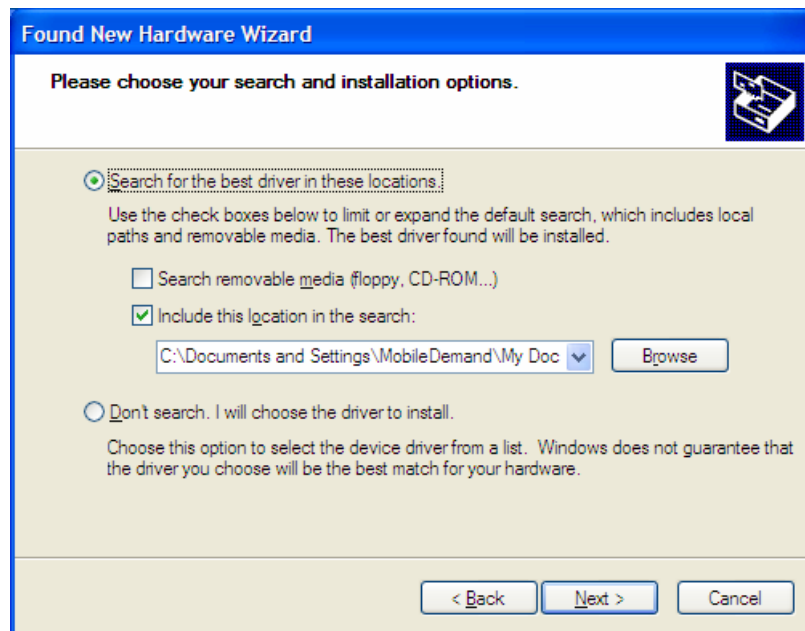 Found New Hardware Wizard
Please choose your search and installation options.
Search for the best driver in these locations.
Use the check boxes below to limit or expand the default search, which includes local
paths and removable media. The best driver found will be installed.
Search removable media (floppy, CD-ROM...)
Include this location in the search:
C:\Documents and Settings\MobileDemand\My Doc
Browse
Don't search. I will choose the driver to install.
Choose this option to select the device driver from a list. Windows does not guarantee that
the driver you choose will be the best match for your hardware.
< Back
Next >
Cancel